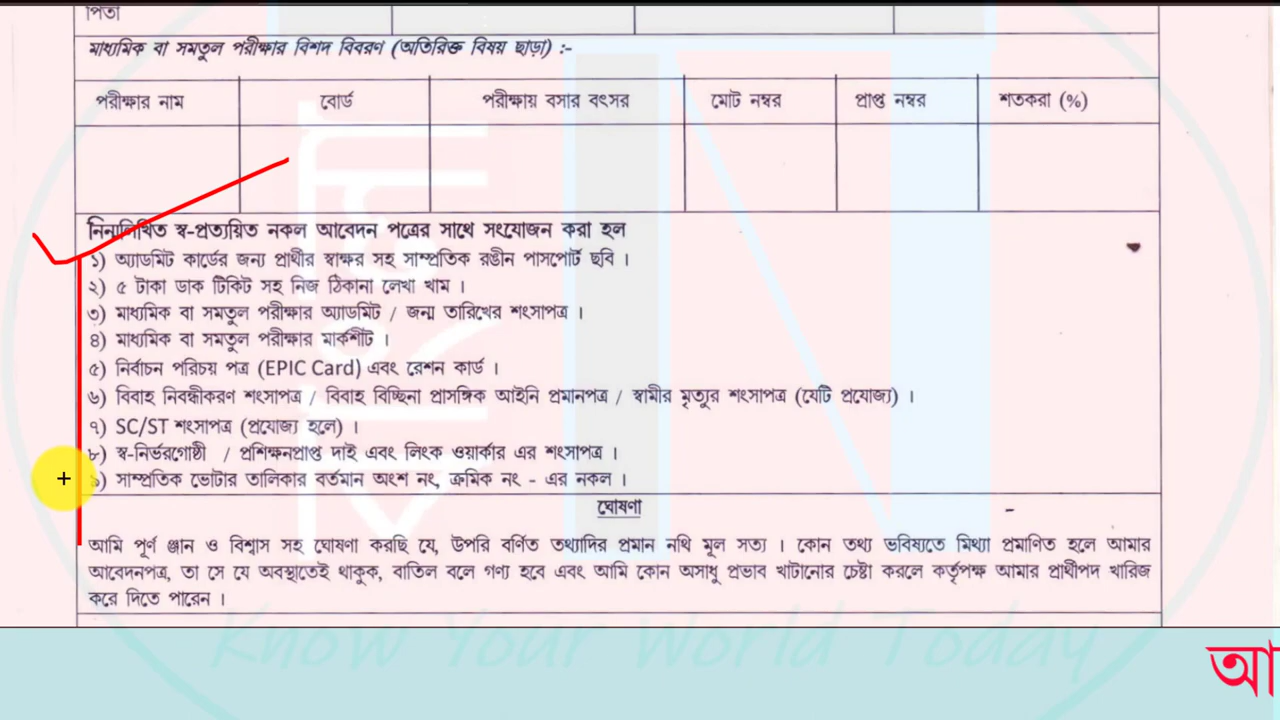 পিতা
মাধ্যমিক বা সমতুল পরীক্ষার বিশদ বিবরণ (অতিরিক্ত বিষয় ছাড়া) :-
পরীক্ষার নাম বোর্ড পরীক্ষায় বসার বৎসর মোট নম্বর প্রাপ্ত নম্বর শতকরা (%)
নিম্নলিখিত স্ব-প্রত্যয়িত নকল আবেদন পত্রের সাথে সংযোজন করা হল
১) অ্যাডমিট কার্ডের জন্য প্রার্থীর স্বাক্ষর সহ সাম্প্রতিক রঙীন পাসপোর্ট ছবি ।
২) ৫ টাকা ডাক টিকিট সহ নিজ ঠিকানা লেখা খাম ।
৩) মাধ্যমিক বা সমতুল পরীক্ষার অ্যাডমিট / জন্ম তারিখের শংসাপত্র ।
৪) মাধ্যমিক বা সমতুল পরীক্ষার মার্কশীট ।
৫) নির্বাচন পরিচয় পত্র (EPIC Card) এবং রেশন কার্ড ।
৬) বিবাহ নিবন্ধীকরণ শংসাপত্র / বিবাহ বিচ্ছিনা প্রাসঙ্গিক আইনি প্রমানপত্র / স্বামীর মৃত্যুর শংসাপত্র (যেটি প্রযোজ্য) ।
৭) SC/ST শংসাপত্র (প্রযোজ্য হলে) ।
৮) স্ব-নির্ভরগোষ্ঠী / প্রশিক্ষনপ্রাপ্ত দাই এবং লিংক ওয়ার্কার এর শংসাপত্র ।
৯) সাম্প্রতিক ভোটার তালিকার বর্তমান অংশ নং, ক্রমিক নং - এর নকল ।
ঘোষণা
আমি পূর্ণ জ্ঞান ও বিশ্বাস সহ ঘোষণা করছি যে, উপরি বর্ণিত তথ্যাদির প্রমান নথি মূল সত্য । কোন তথ্য ভবিষ্যতে মিথ্যা প্রমাণিত হলে আমার
আবেদনপত্র, তা সে যে অবস্থাতেই থাকুক, বাতিল বলে গণ্য হবে এবং আমি কোন অসাধু প্রভাব খাটানোর চেষ্টা করলে কর্তৃপক্ষ আমার প্রার্থীপদ খারিজ
করে দিতে পারেন ।
Know Your World Today
বাংলা
N
আ